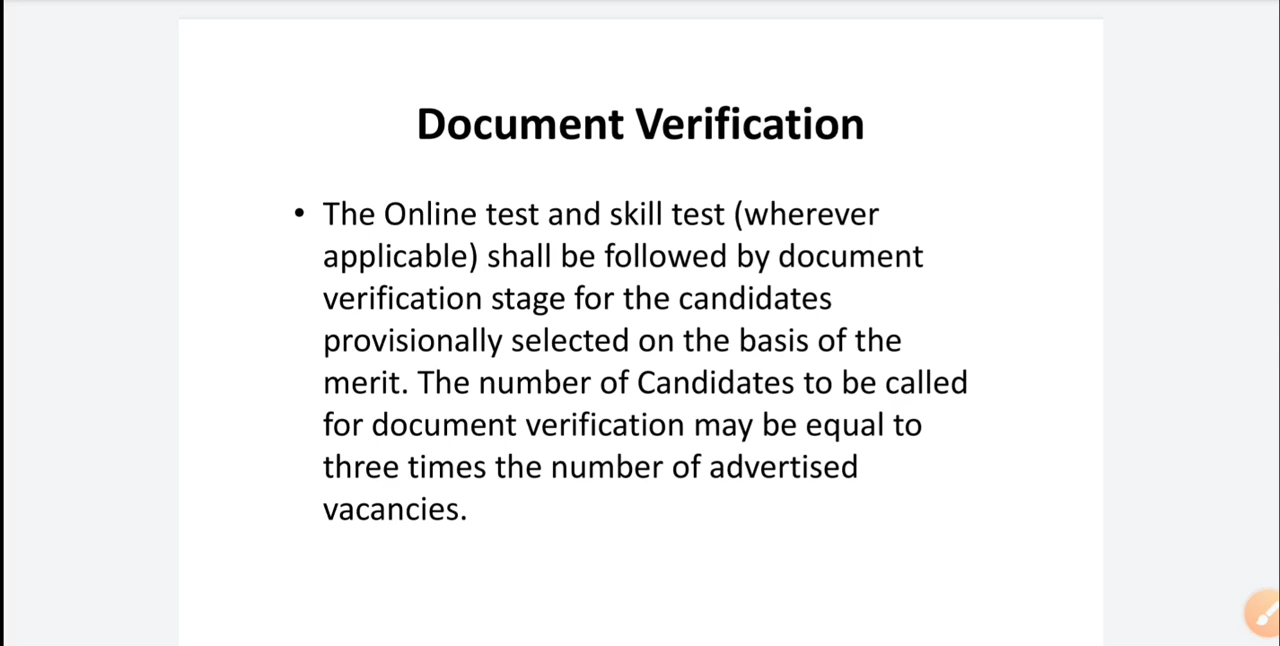 Document Verification
• The Online test and skill test (wherever
applicable) shall be followed by document
verification stage for the candidates
provisionally selected on the basis of the
merit. The number of Candidates to be called
for document verification may be equal to
three times the number of advertised
vacancies.